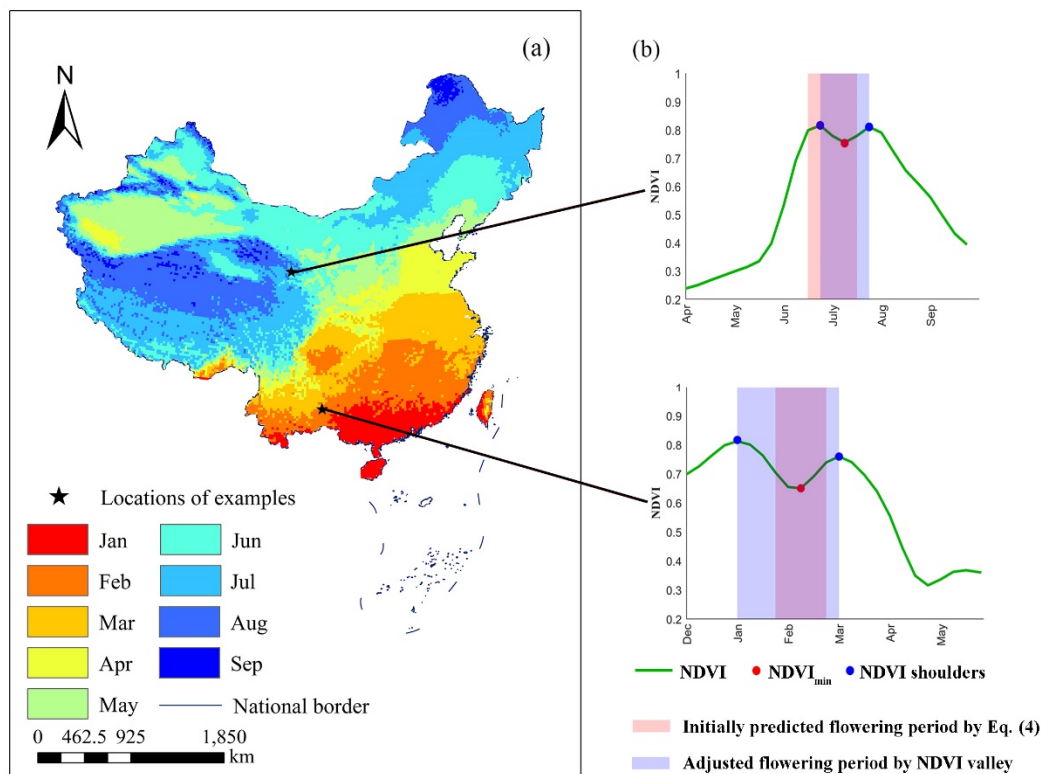 (a)
N
★ Locations of examples
Jan
Jun
Feb
Jul
Mar
Aug
Apr
Sep
May
National border
0 462.5 925 1,850
km
(b)
1
0.9
0.8
0.7
0.6
0.5
0.4
0.3
0.2
NDVI
Apr
May
Jun
July
Aug
Sep
1
0.9
0.8
0.7
0.6
0.5
0.4
0.3
0.2
NDVI
Dec
Jan
Feb
Mar
Apr
May
NDVI
NDVImin
NDVI shoulders
Initially predicted flowering period by Eq. (4)
Adjusted flowering period by NDVI valley